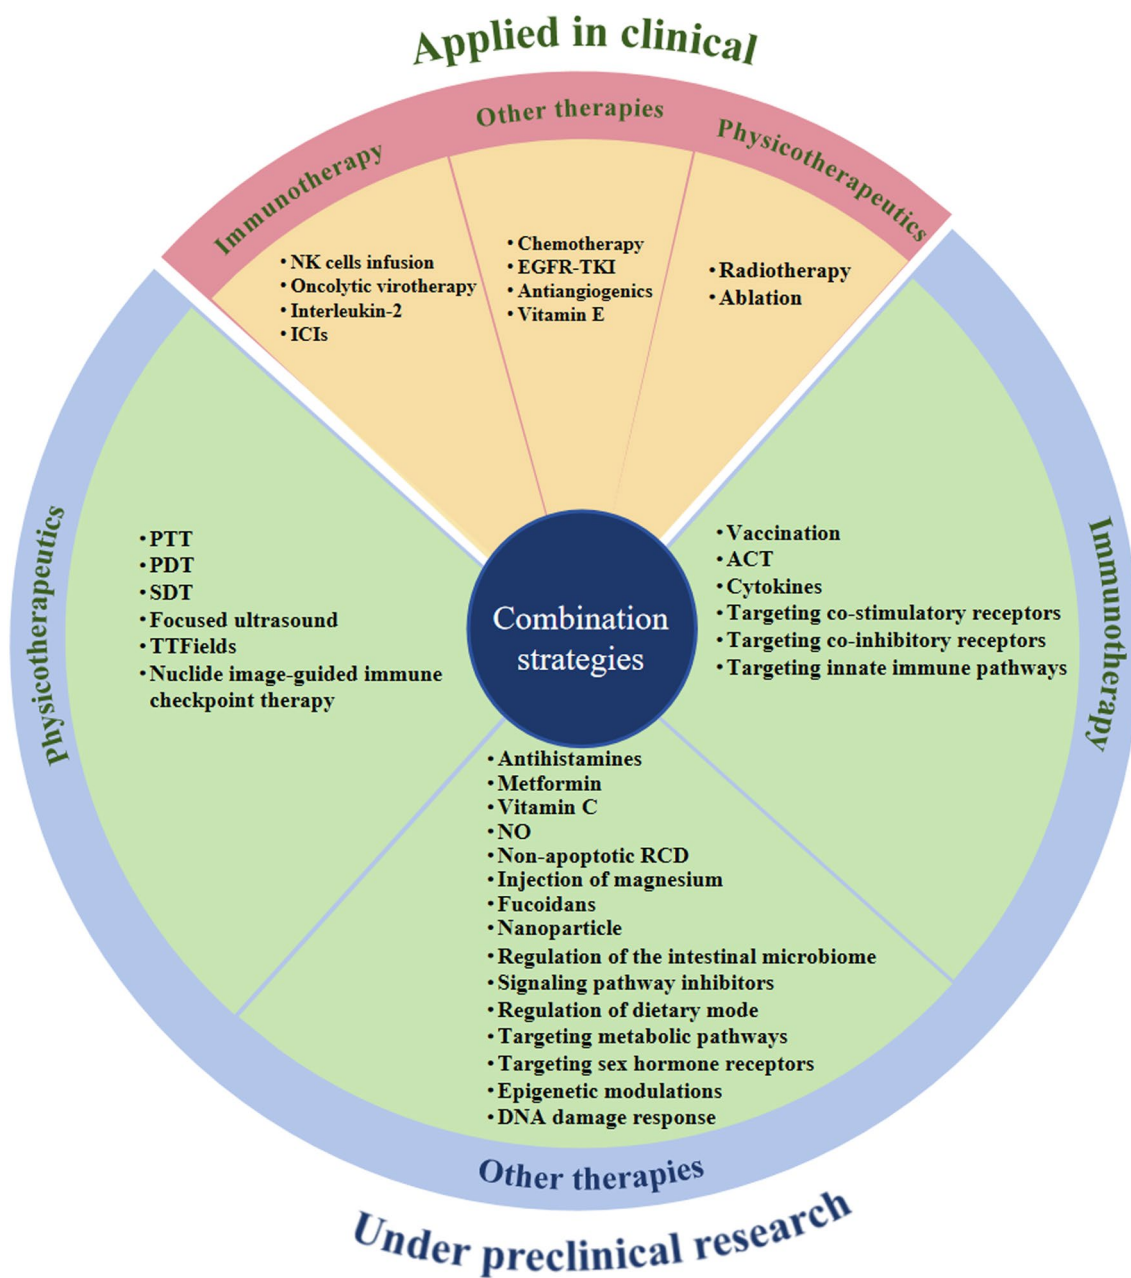 Applied in clinical
Immunotherapy
• NK cells infusion
• Oncolytic virotherapy
• Interleukin-2
• ICIs
Other therapies
• Chemotherapy
• EGFR-TKI
• Antiangiogenics
• Vitamin E
Physicotherapeutics
• Radiotherapy
• Ablation
Physicotherapeutics
• PTT
• PDT
• SDT
• Focused ultrasound
• TTFields
• Nuclide image-guided immune
checkpoint therapy
Combination
strategies
Immunotherapy
• Vaccination
• ACT
• Cytokines
• Targeting co-stimulatory receptors
• Targeting co-inhibitory receptors
• Targeting innate immune pathways
• Antihistamines
• Metformin
• Vitamin C
• NO
• Non-apoptotic RCD
• Injection of magnesium
• Fucoidans
• Nanoparticle
• Regulation of the intestinal microbiome
• Signaling pathway inhibitors
• Regulation of dietary mode
• Targeting metabolic pathways
• Targeting sex hormone receptors
• Epigenetic modulations
• DNA damage response
Other therapies
Under preclinical research